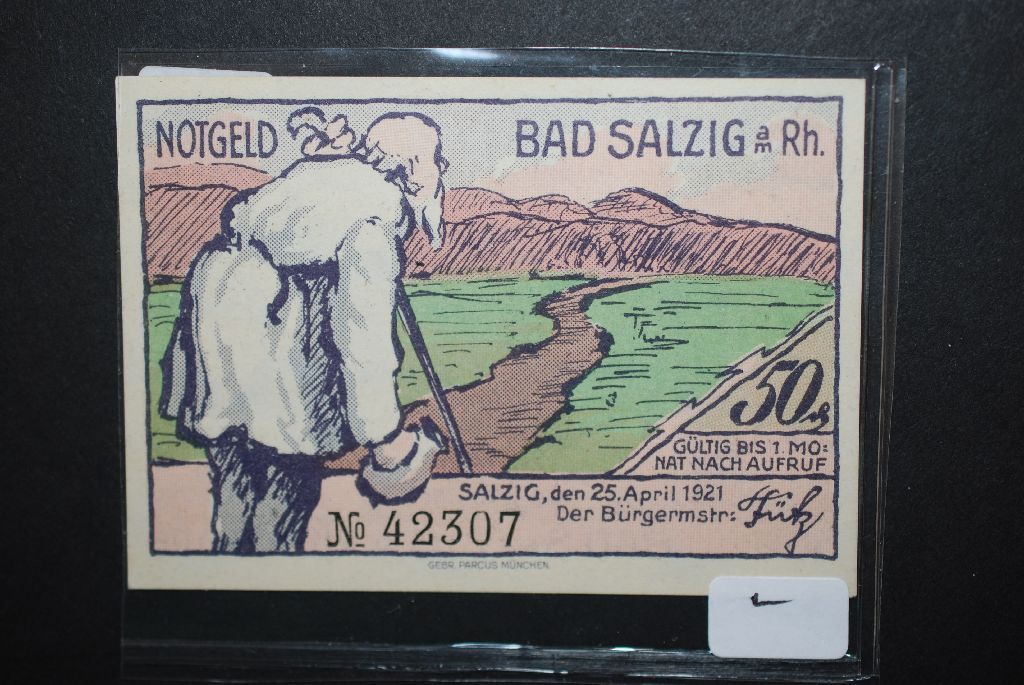 NOTGELD
BAD SALZIG am Rh.
50 ₰
GÜLTIG BIS 1. MO=
NAT NACH AUFRUF
SALZIG, den 25. April 1921
Der Bürgermstr:
№ 42307
GEBR. PARCUS MÜNCHEN.